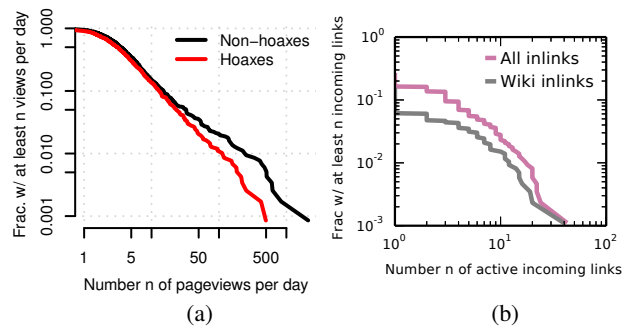 Frac. w/ at least n views per day
1.000
0.100
0.010
0.001
Non-hoaxes
Hoaxes
1 5 50 500
Number n of pageviews per day
(a)
Frac w/ at least n incoming links
10^0
10^-1
10^-2
10^-3
All inlinks
Wiki inlinks
10^0 10^1 10^2
Number n of active incoming links
(b)